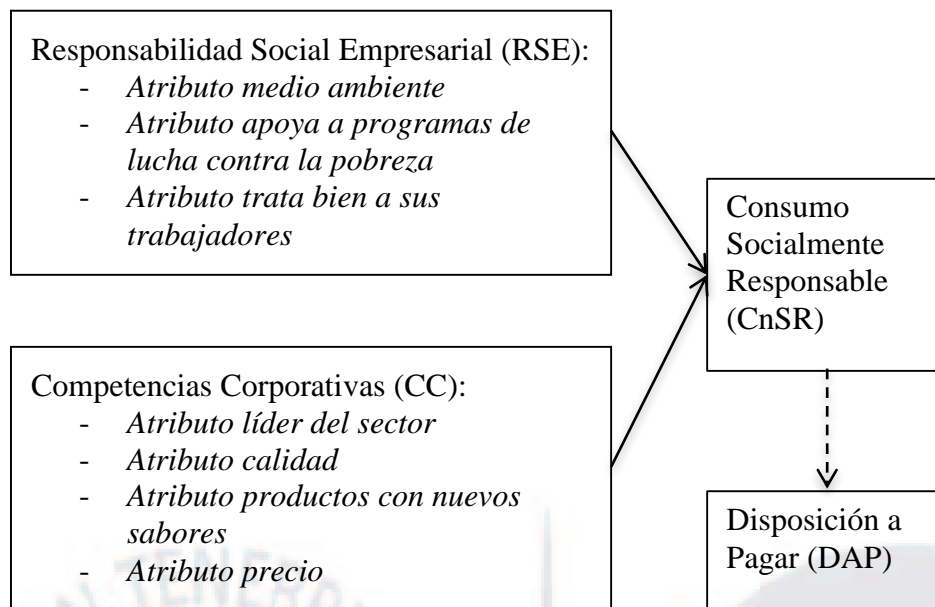 Responsabilidad Social Empresarial (RSE):
- Atributo medio ambiente
- Atributo apoya a programas de
lucha contra la pobreza
- Atributo trata bien a sus
trabajadores
Consumo
Socialmente
Responsable
(CnSR)
Competencias Corporativas (CC):
- Atributo líder del sector
- Atributo calidad
- Atributo productos con nuevos
sabores
- Atributo precio
Disposición a
Pagar (DAP)